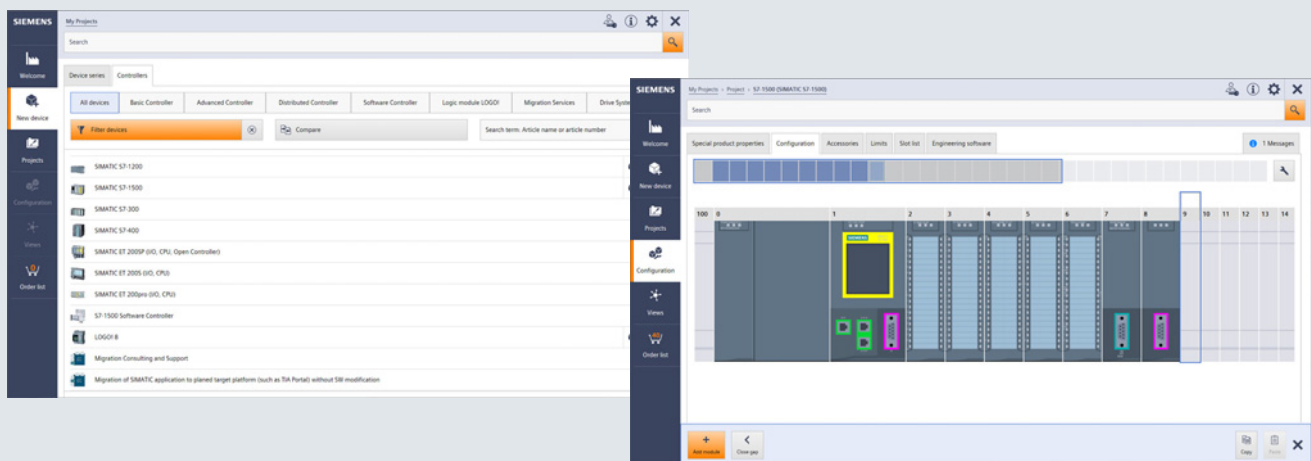 SIEMENS
My Projects
Search
Welcome
New device
Projects
Configuration
Views
Order list
Device series Controllers
All devices Basic Controller Advanced Controller Distributed Controller Software Controller Logic module LOGO! Migration Services Drive Syste
Filter devices Compare Search term: Article name or article number
SIMATIC S7-1200
SIMATIC S7-1500
SIMATIC S7-300
SIMATIC S7-400
SIMATIC ET 200SP (I/O, CPU, Open Controller)
SIMATIC ET 200S (I/O, CPU)
SIMATIC ET 200pro (I/O, CPU)
S7-1500 Software Controller
LOGO! 8
Migration Consulting and Support
Migration of SIMATIC application to planed target platform (such as TIA Portal) without SW modification
SIEMENS
My Projects > Project > S7-1500 (SIMATIC S7-1500)
Search
Welcome
New device
Projects
Configuration
Views
Order list
Special product properties Configuration Accessories Limits Slot list Engineering software 1 Messages
100 0 1 2 3 4 5 6 7 8 9 10 11 12 13 14
SIEMENS
Add module Close gap Copy Paste